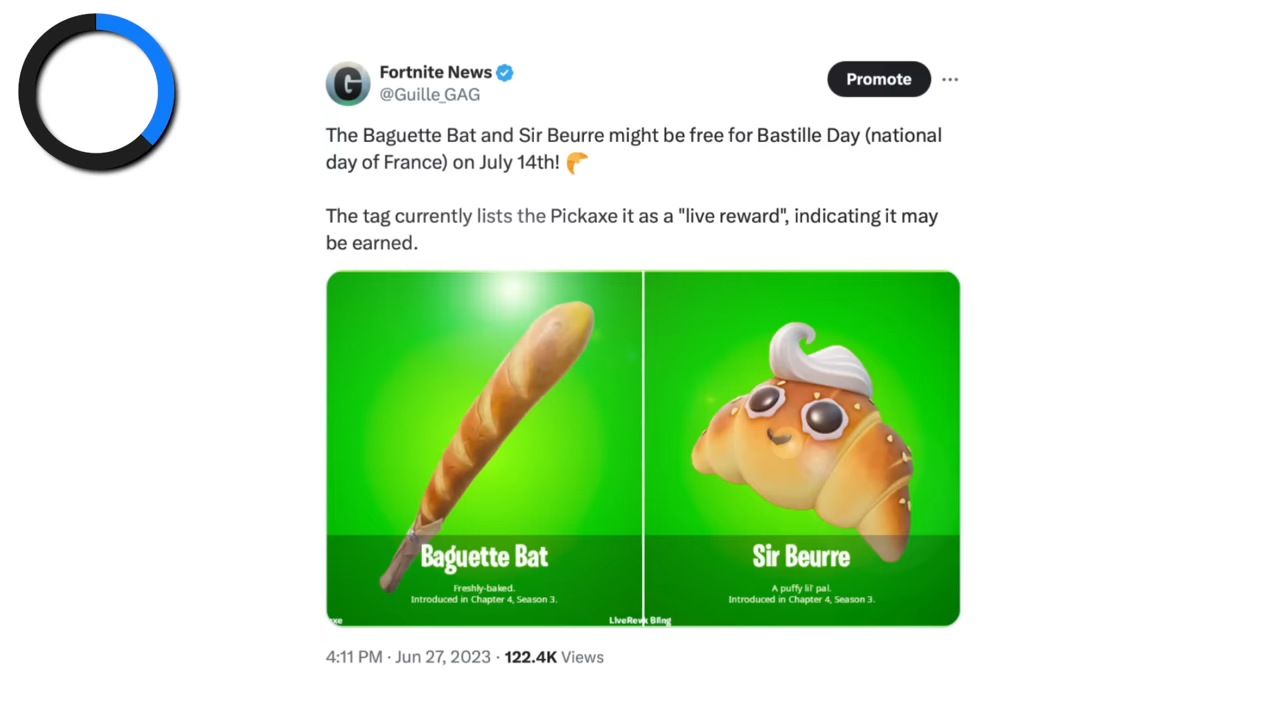 Fortnite News
@Guille_GAG
Promote
The Baguette Bat and Sir Beurre might be free for Bastille Day (national
day of France) on July 14th!
The tag currently lists the Pickaxe it as a "live reward", indicating it may
be earned.
Baguette Bat
Freshly-baked.
Introduced in Chapter 4, Season 3.
Sir Beurre
A puffy lil' pal.
Introduced in Chapter 4, Season 3.
4:11 PM · Jun 27, 2023 · 122.4K Views